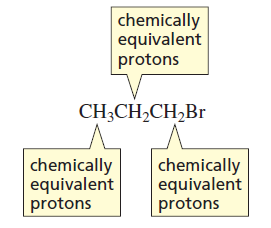 chemically
equivalent
protons
CH₃CH₂CH₂Br
chemically
equivalent
protons
chemically
equivalent
protons